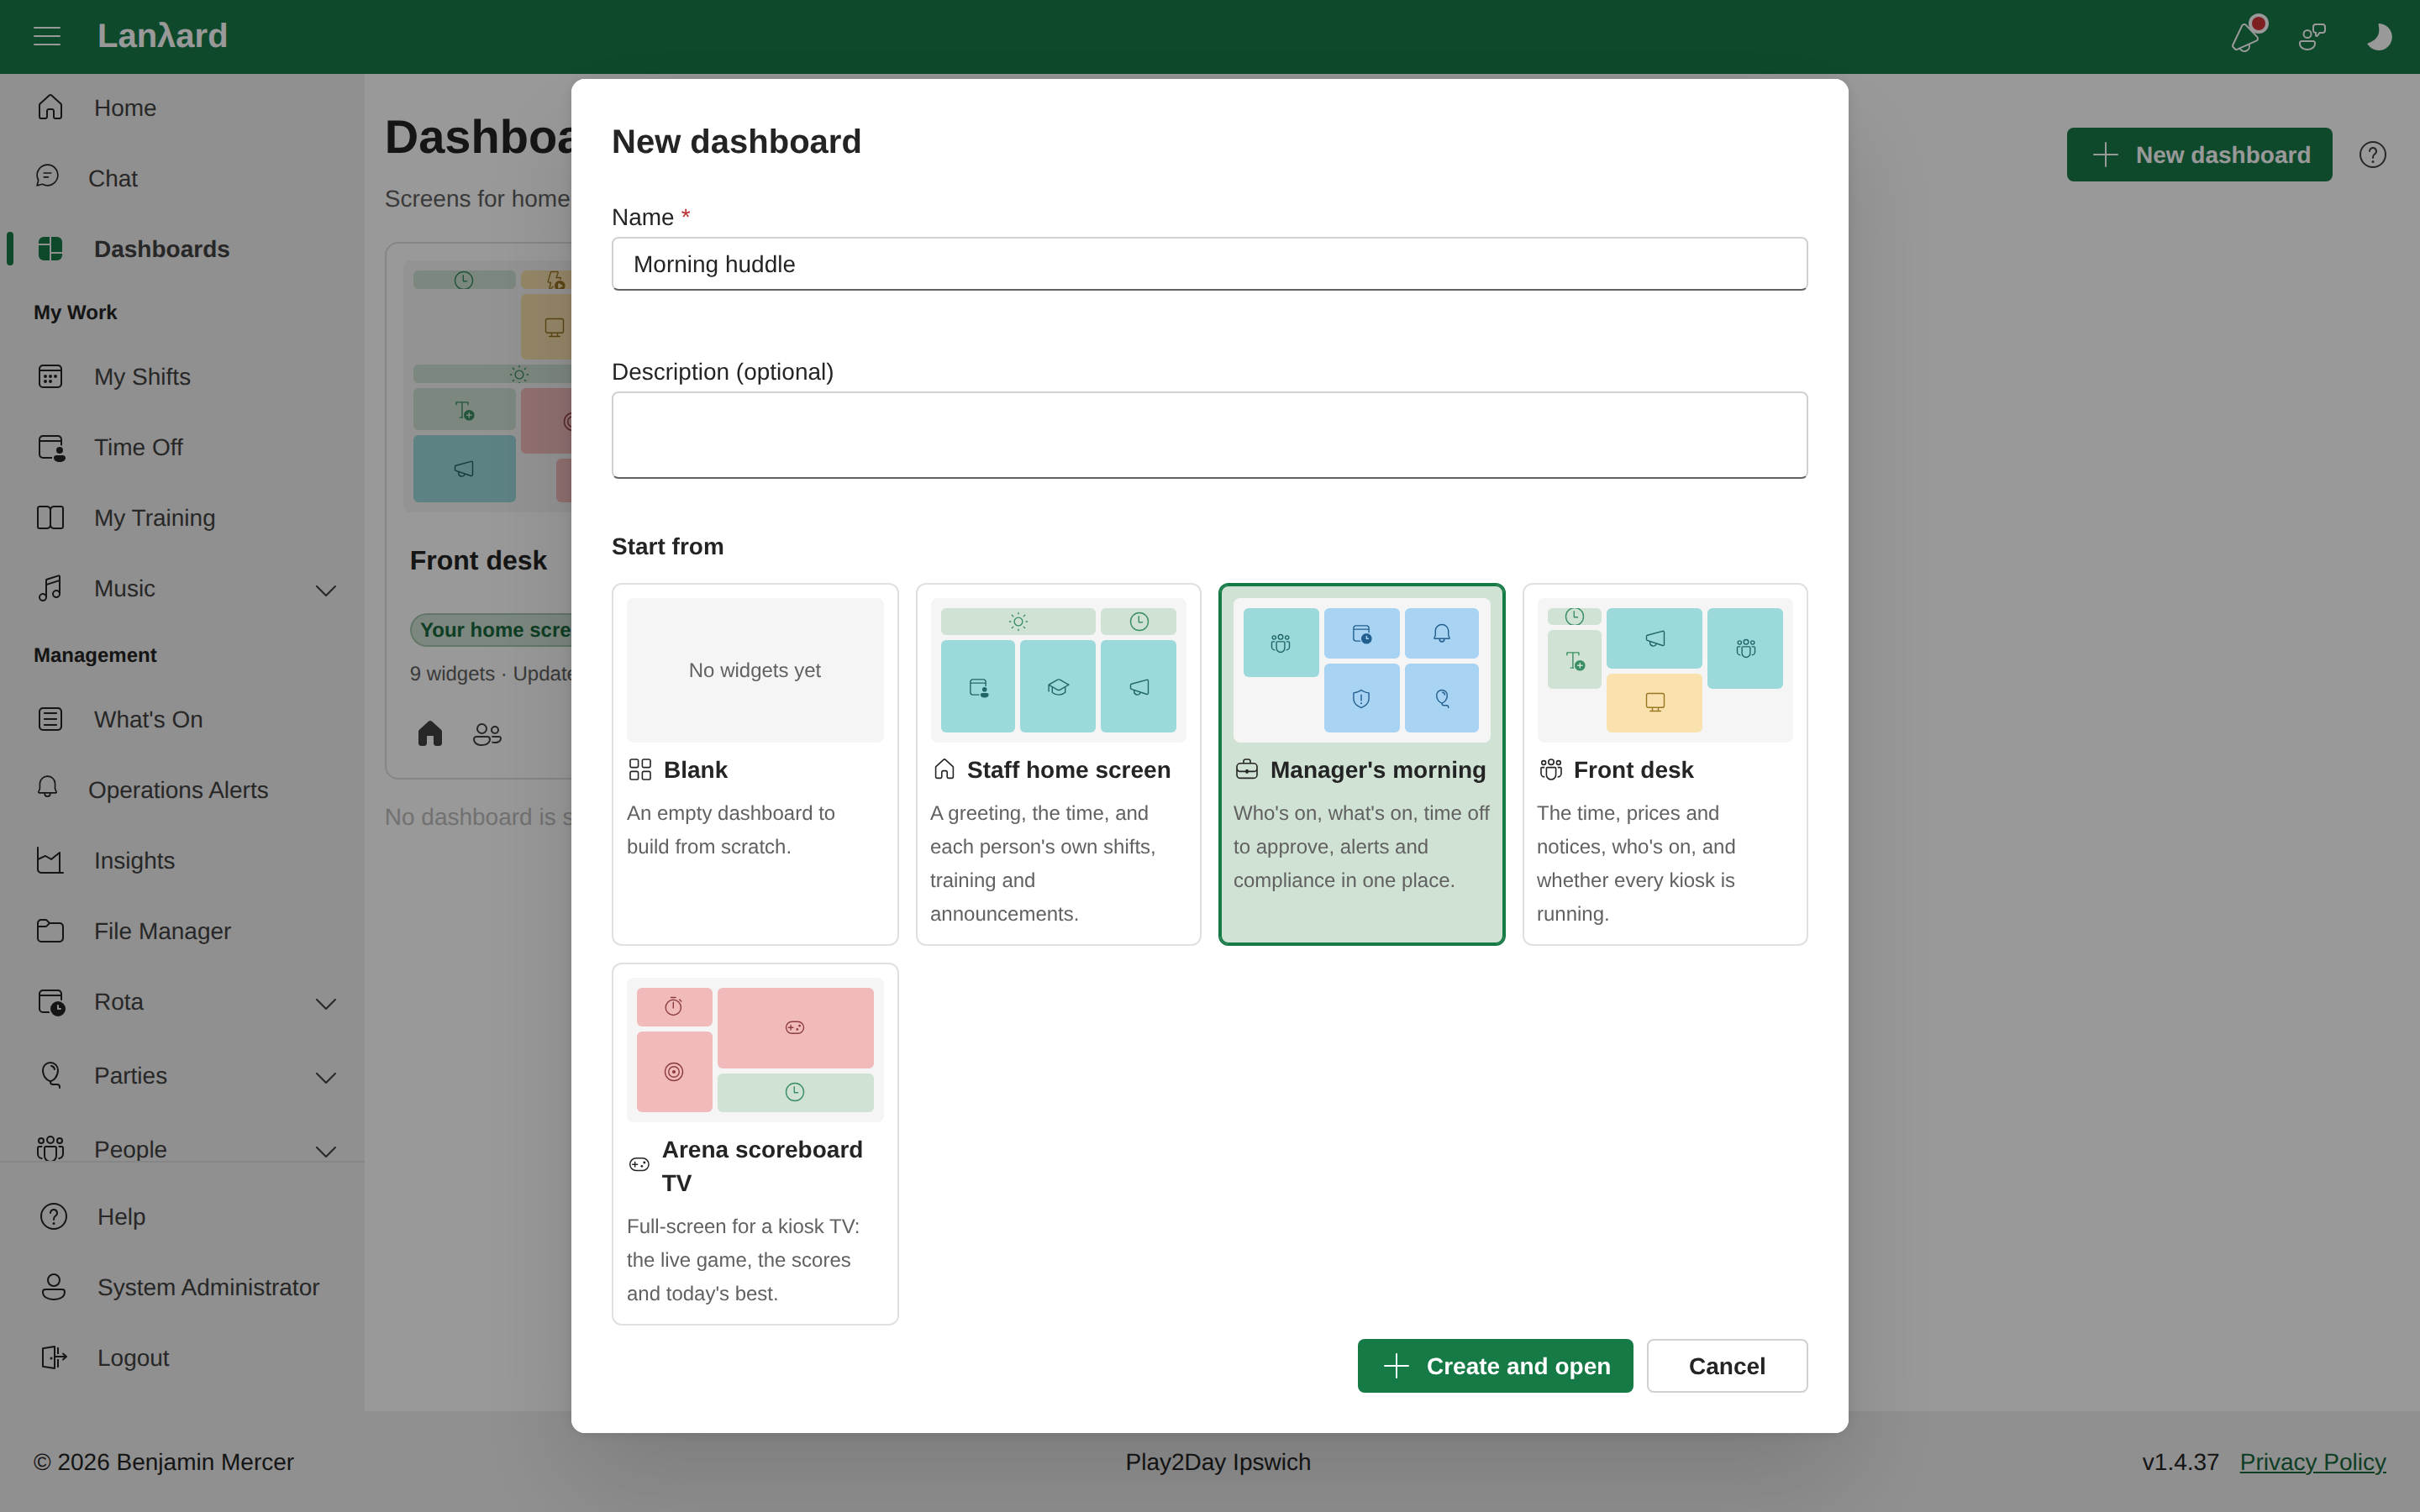 Lanλard
Home
Chat
Dashboards
My Work
My Shifts
Time Off
My Training
Music
Management
What's On
Operations Alerts
Insights
File Manager
Rota
Parties
People
Help
System Administrator
Logout
Screens for home
New dashboard
Front desk
Your home scre
9 widgets · Update
No dashboard is s
New dashboard
Name *
Morning huddle
Description (optional)
Start from
No widgets yet
Blank
An empty dashboard to
build from scratch.
Staff home screen
A greeting, the time, and
each person's own shifts,
training and
announcements.
Manager's morning
Who's on, what's on, time off
to approve, alerts and
compliance in one place.
Front desk
The time, prices and
notices, who's on, and
whether every kiosk is
running.
Arena scoreboard
TV
Full-screen for a kiosk TV:
the live game, the scores
and today's best.
Create and open
Cancel
© 2026 Benjamin Mercer
Play2Day Ipswich
v1.4.37
Privacy Policy